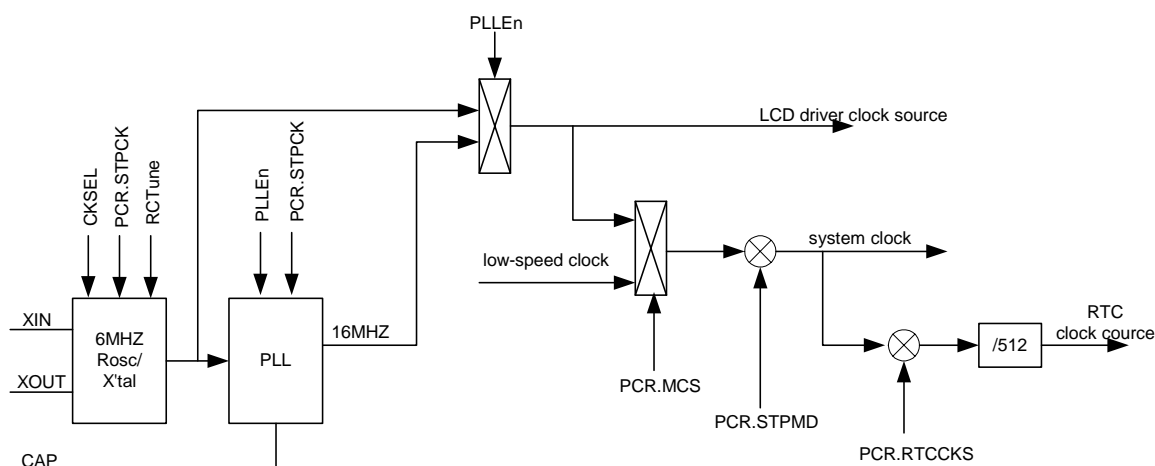 PLLEn
LCD driver clock source
CKSEL
PCR.STPCK
RCTune
PLLEn
PCR.STPCK
low-speed clock
system clock
XIN
6MHZ
Rosc/
X'tal
XOUT
PLL
16MHZ
/512
RTC
clock cource
PCR.MCS
PCR.STPMD
PCR.RTCCKS
CAP